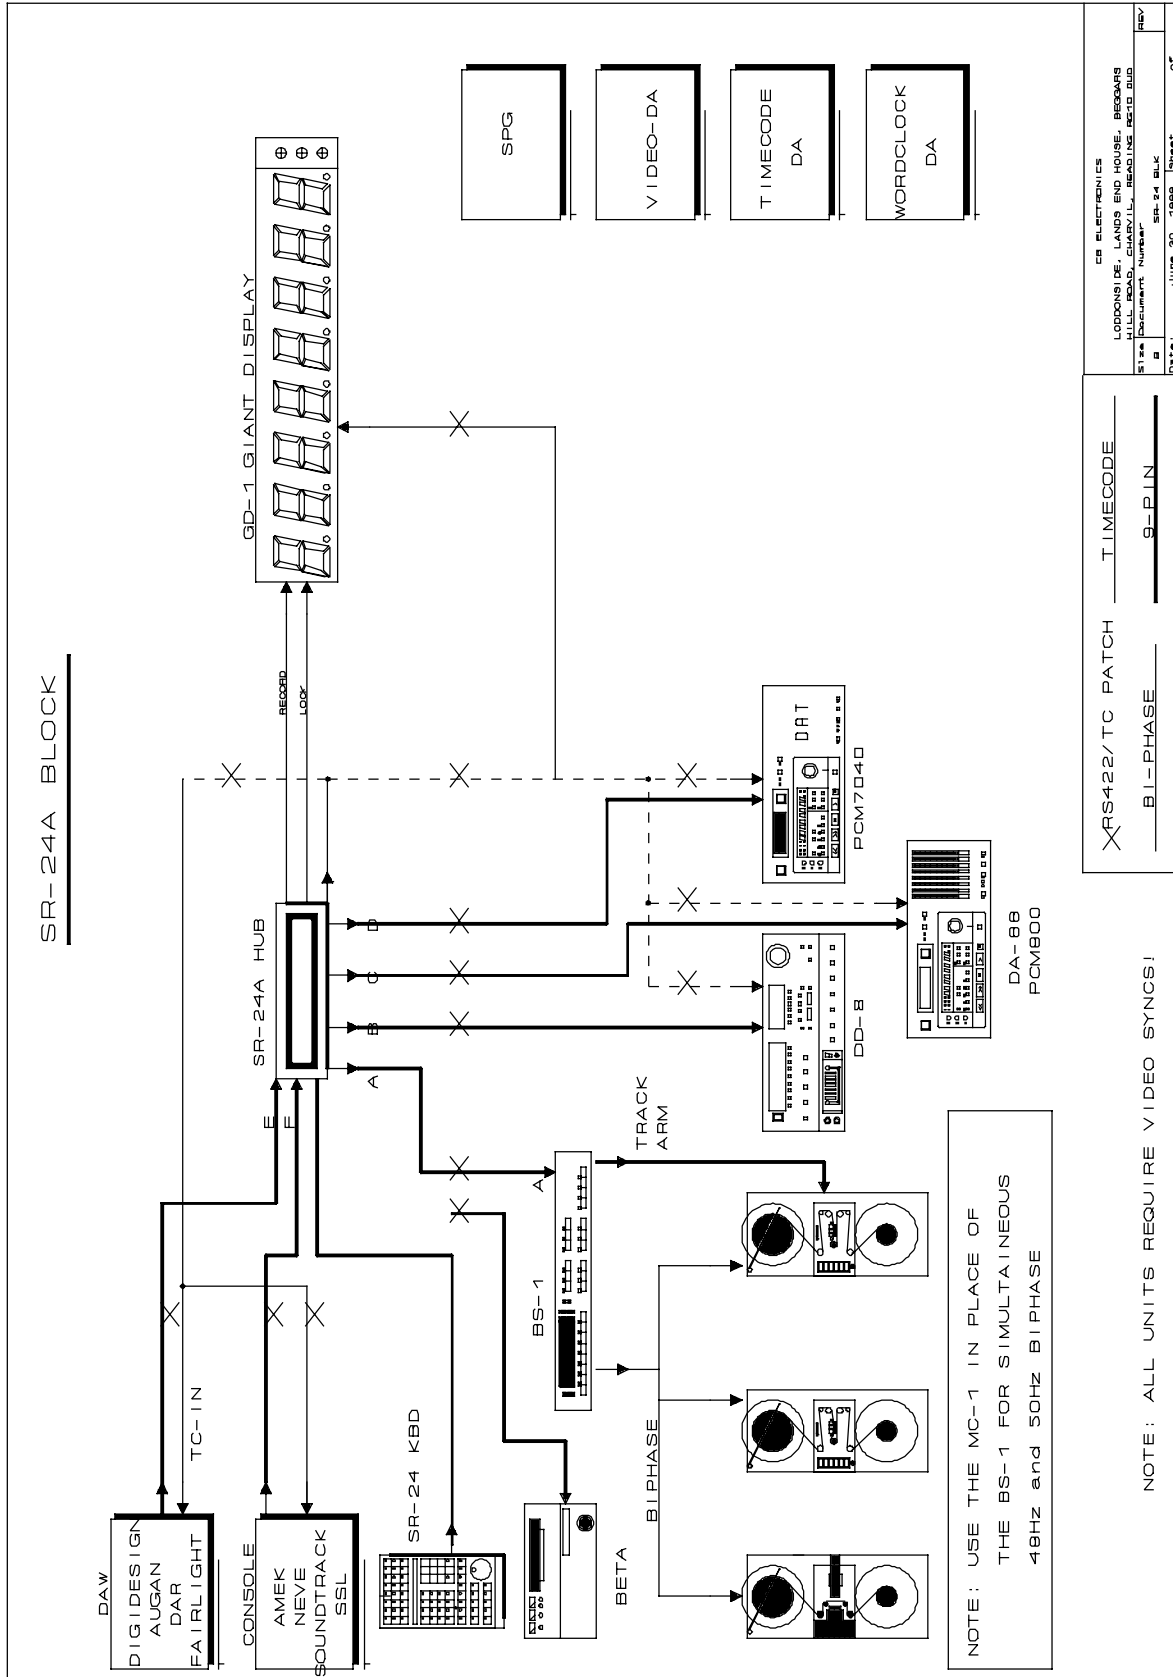 SR-24A BLOCK
DAW
DIGIDESIGN
AUGAN
DAR
FAIRLIGHT
TC-IN
CONSOLE
AMEK
NEVE
SOUNDTRACK
SSL
SR-24 KBD
BETA
E
F
SR-24A HUB
A
B
C
D
RECORD
LOCK
GD-1 GIANT DISPLAY
SPG
VIDEO-DA
TIMECODE
DA
WORDCLOCK
DA
A
BS-1
TRACK
ARM
BIPHASE
DD-8
DAT
PCM7040
DA-88
PCM800
NOTE: USE THE MC-1 IN PLACE OF
THE BS-1 FOR SIMULTAINEOUS
48Hz and 50Hz BIPHASE
NOTE: ALL UNITS REQUIRE VIDEO SYNCS!
RS422/TC PATCH
TIMECODE
BI-PHASE
9-PIN
CB ELECTRONICS
LODDONSIDE, LANDS END HOUSE, BEGGARS
HILL ROAD, CHARVIL, READING RG10 0UD
Size Document Number REV
B SR-24 BLK
Date: June 30, Sheet of